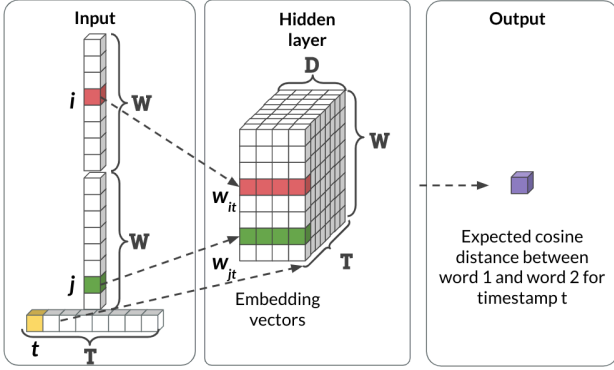 Input
i
W
j
W
t
T
Hidden
layer
D
W
w_it
w_jt
T
Embedding
vectors
Output
Expected cosine
distance between
word 1 and word 2 for
timestamp t